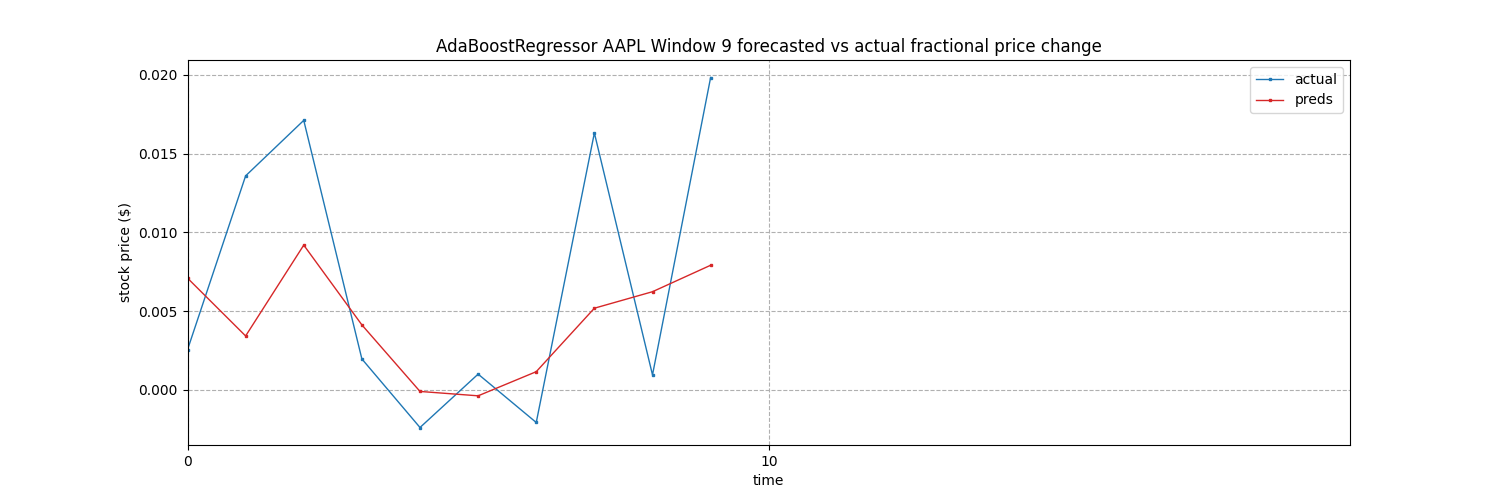 AdaBoostRegressor AAPL Window 9 forecasted vs actual fractional price change
actual
preds
0.020
0.015
0.010
0.005
0.000
stock price ($)
0
10
time